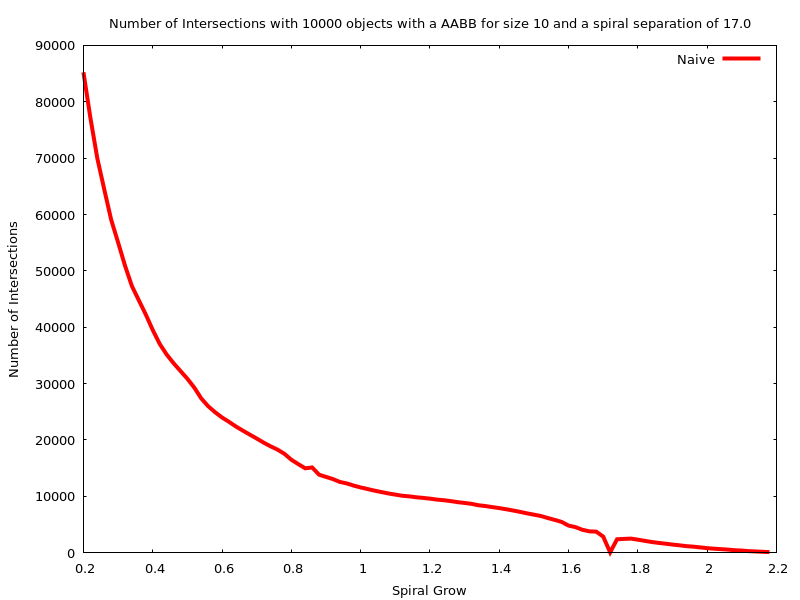 Number of Intersections with 10000 objects with a AABB for size 10 and a spiral separation of 17.0
Naive
90000
80000
70000
60000
50000
40000
30000
20000
10000
0
Number of Intersections
0.2 0.4 0.6 0.8 1 1.2 1.4 1.6 1.8 2 2.2
Spiral Grow